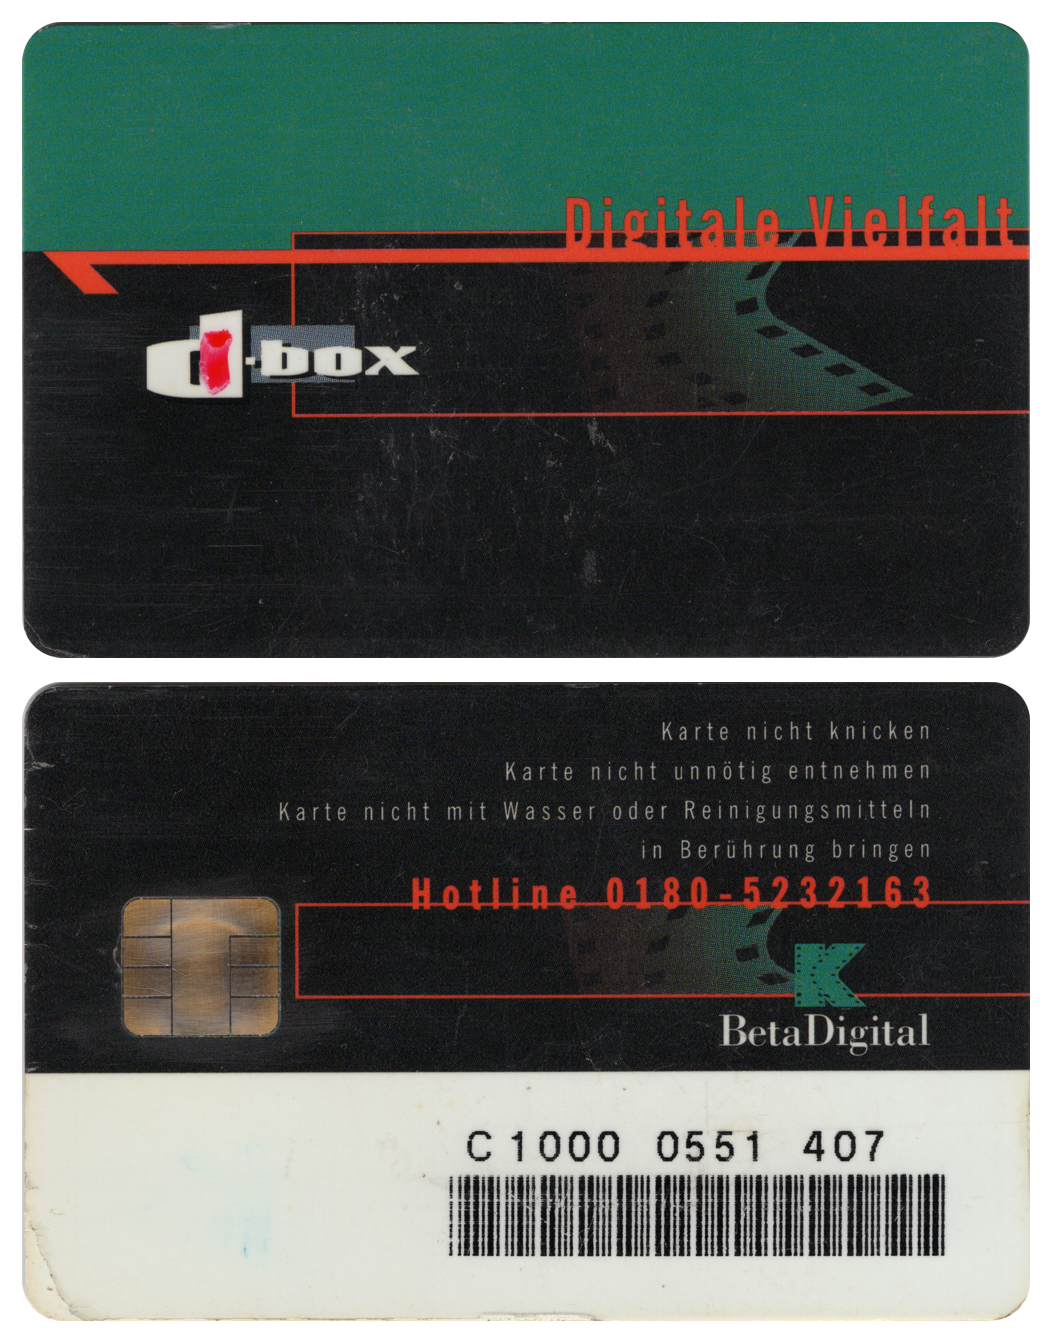 Digitale Vielfalt
d-box
Karte nicht knicken
Karte nicht unnötig entnehmen
Karte nicht mit Wasser oder Reinigungsmitteln
in Berührung bringen
Hotline 0180-5232163
K
BetaDigital
C1000 0551 407